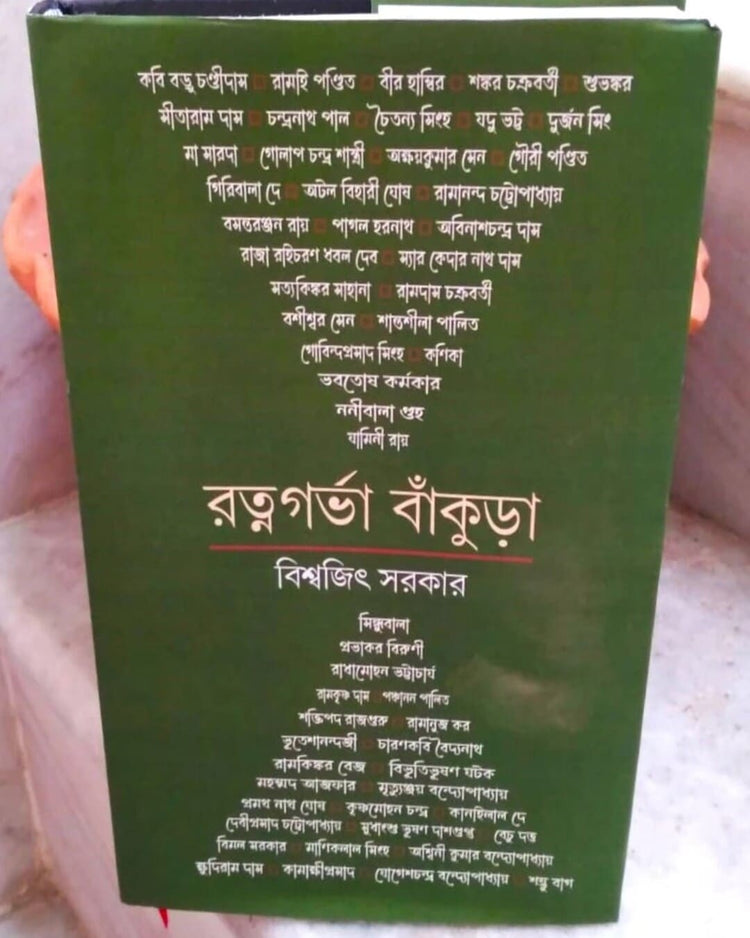 কবি বড়ু চণ্ডীদাস □ রামাই পণ্ডিত □ বীর হাম্বির □ শঙ্কর চক্রবর্তী □ শুভঙ্কর
সীতারাম দাস □ চন্দ্রনাথ পাল □ চৈতন্য সিংহ □ যদু ভট্ট □ দুর্জন সিং
মা সারদা □ গোলাপ চন্দ্র শাস্ত্রী □ অক্ষয়কুমার সেন □ গৌরী পণ্ডিত
গিরিবালা দে □ অটল বিহারী ঘোষ □ রামানন্দ চট্টোপাধ্যায়
বসন্তরঞ্জন রায় □ পাগল হরনাথ □ অবিনাশচন্দ্র দাস
রাজা রাইচরণ ধবল দেব □ স্যার কেদার নাথ দাস
সত্যকিঙ্কর সাহানা □ রামদাস চক্রবর্তী
বশীশ্বর সেন □ শান্তশীলা পালিত
গোবিন্দপ্রসাদ সিংহ □ কণিকা
ভবতোষ কর্মকার
ননীবালা গুহ
যামিনী রায়
রত্নগর্ভা বাঁকুড়া
বিশ্বজিৎ সরকার
সিন্ধুবালা
প্রভাকর বিরুণী
রাধামোহন ভট্টাচার্য
রামকৃষ্ণ দাস □ পঞ্চানন পালিত
শক্তিপদ রাজগুরু □ রামানুজ কর
ভূতেশানন্দজী □ চারণকবি বৈদ্যনাথ
রামকিঙ্কর বেজ □ বিভূতিভূষণ ঘটক
মহম্মদ আজফার □ মৃত্যুঞ্জয় বন্দ্যোপাধ্যায়
প্রমথ নাথ ঘোষ □ কৃষ্ণমোহন চন্দ্র □ কানাইলাল দে
দেবীপ্রসাদ চট্টোপাধ্যায় □ সুধাংশু ভূষণ দাশগুপ্ত □ বেচু দত্ত
বিমল সরকার □ মাণিকলাল সিংহ □ অশ্বিনী কুমার বন্দ্যোপাধ্যায়
ক্ষুদিরাম দাস □ কামাক্ষীপ্রসাদ □ যোগেশচন্দ্র বন্দ্যোপাধ্যায় □ শম্ভু বাগ